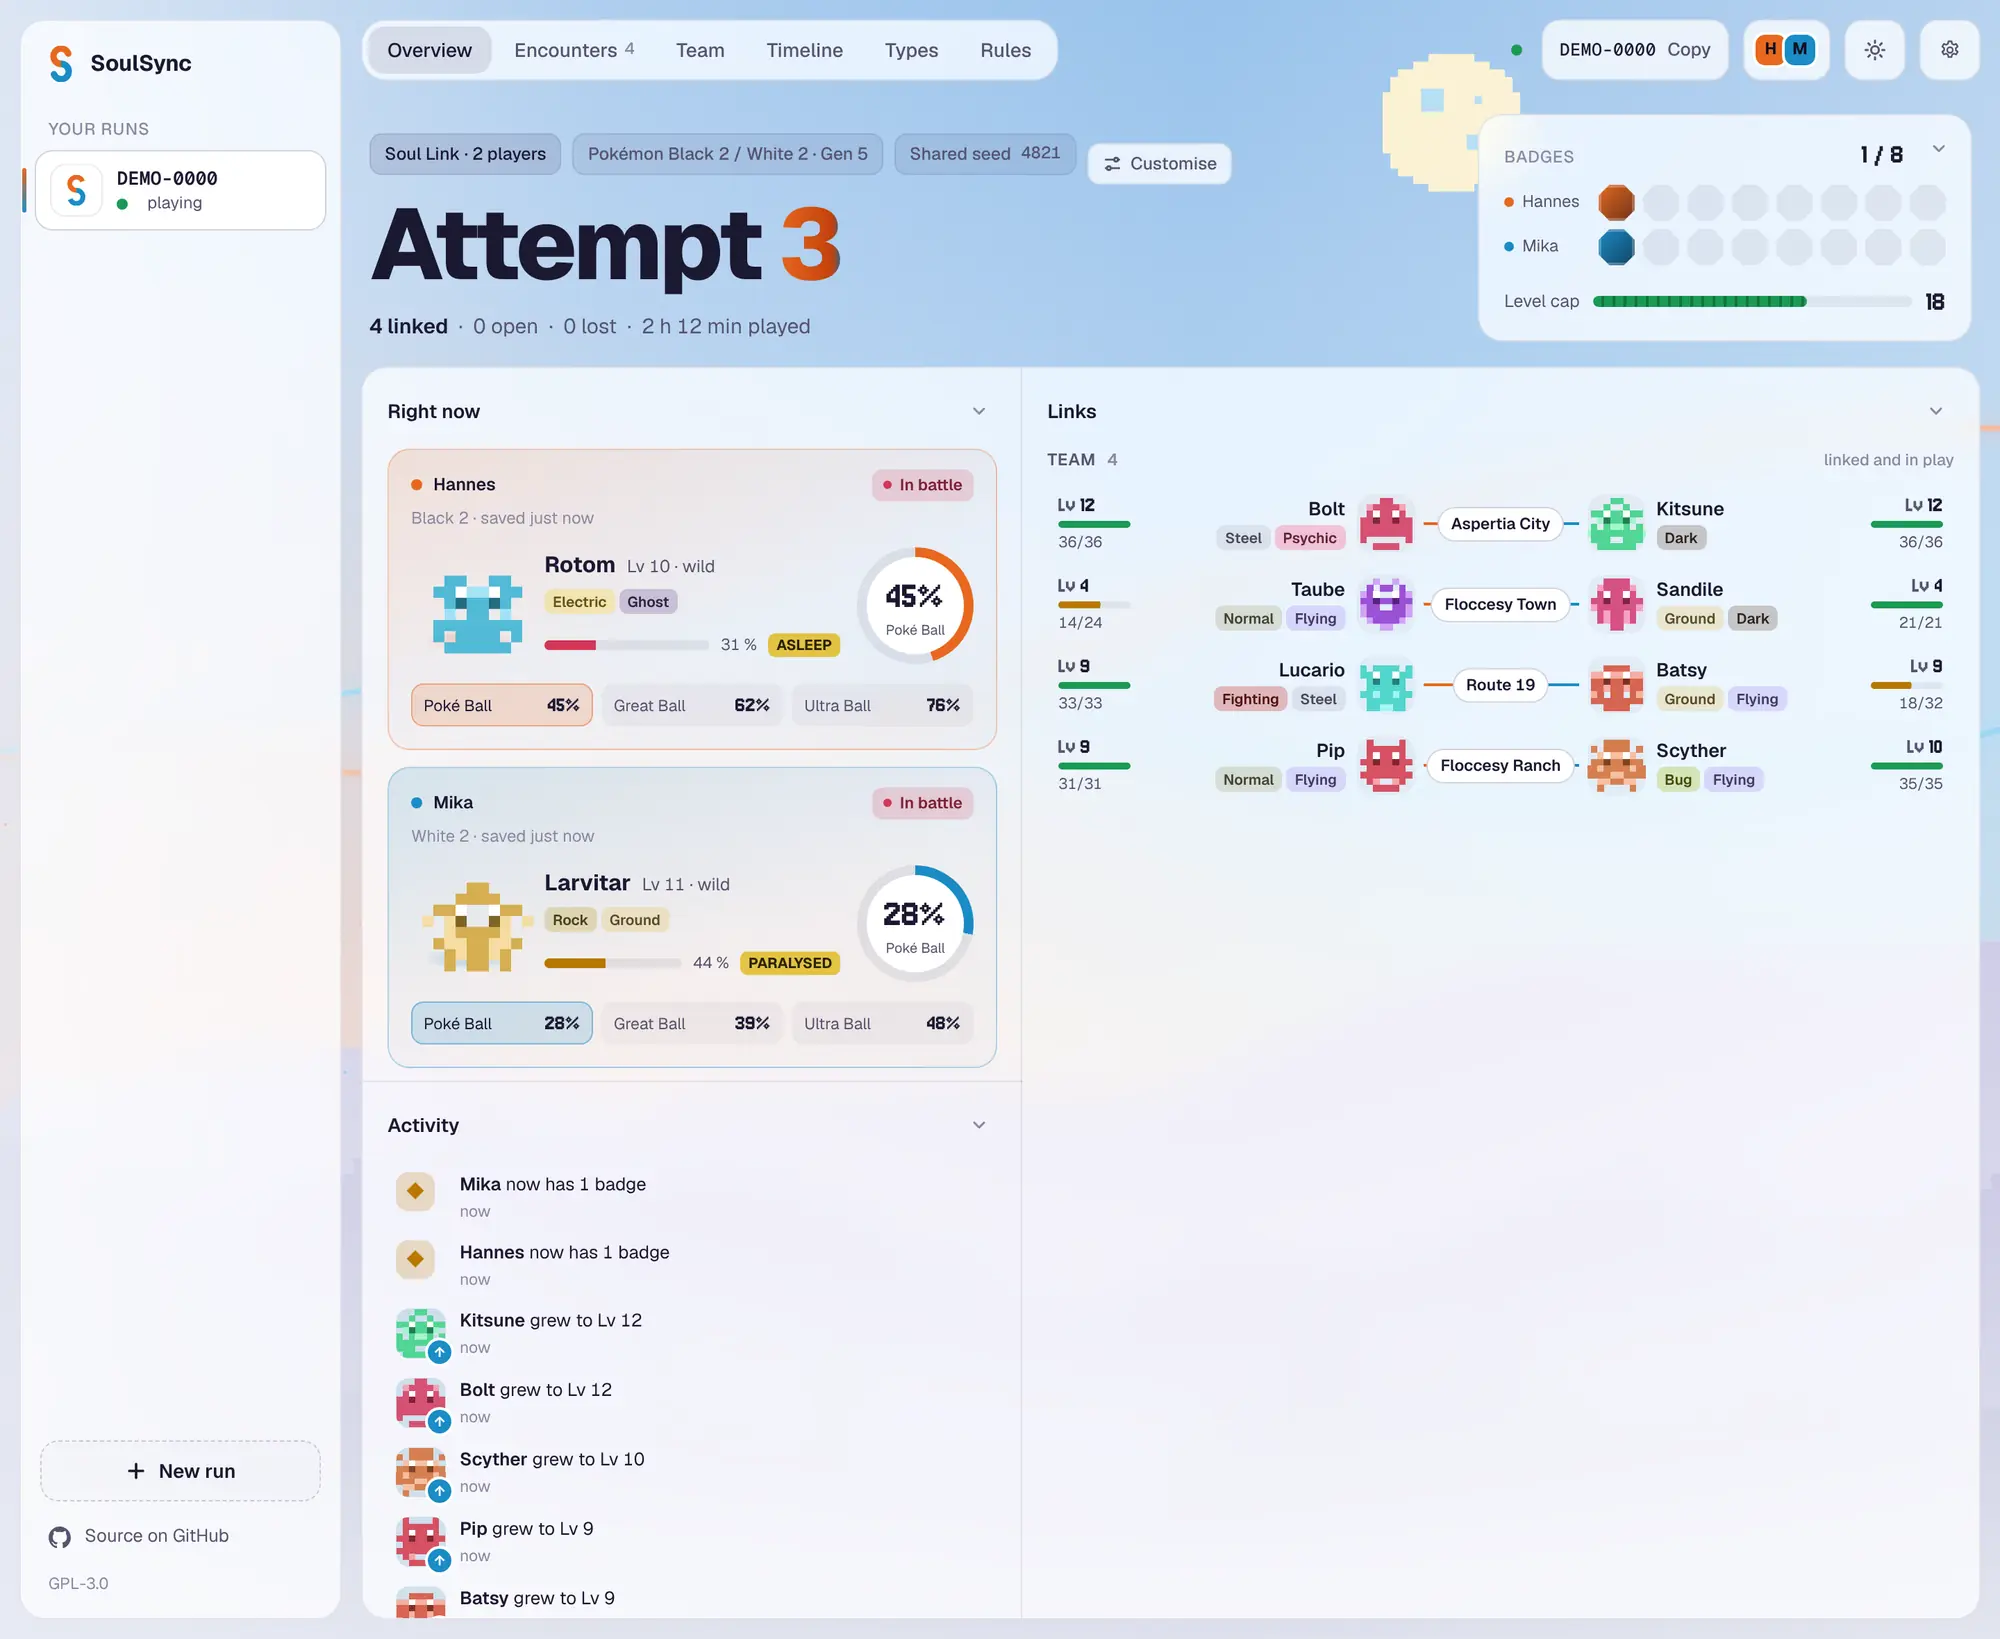 SoulSync
YOUR RUNS
DEMO-0000
playing
New run
Source on GitHub
GPL-3.0
Overview
Encounters 4
Team
Timeline
Types
Rules
DEMO-0000 Copy
H M
Soul Link · 2 players
Pokémon Black 2 / White 2 · Gen 5
Shared seed 4821
Customise
Attempt 3
4 linked · 0 open · 0 lost · 2 h 12 min played
BADGES
1 / 8
Hannes
Mika
Level cap
18
Right now
Hannes
In battle
Black 2 · saved just now
Rotom Lv 10 · wild
Electric Ghost
31 % ASLEEP
45%
Poké Ball
Poké Ball 45%
Great Ball 62%
Ultra Ball 76%
Mika
In battle
White 2 · saved just now
Larvitar Lv 11 · wild
Rock Ground
44 % PARALYSED
28%
Poké Ball
Poké Ball 28%
Great Ball 39%
Ultra Ball 48%
Activity
Mika now has 1 badge
now
Hannes now has 1 badge
now
Kitsune grew to Lv 12
now
Bolt grew to Lv 12
now
Scyther grew to Lv 10
now
Pip grew to Lv 9
now
Batsy grew to Lv 9
Links
TEAM 4
linked and in play
Lv 12
36/36
Bolt
Steel Psychic
Aspertia City
Kitsune
Dark
Lv 12
36/36
Lv 4
14/24
Taube
Normal Flying
Floccesy Town
Sandile
Ground Dark
Lv 4
21/21
Lv 9
33/33
Lucario
Fighting Steel
Route 19
Batsy
Ground Flying
Lv 9
18/32
Lv 9
31/31
Pip
Normal Flying
Floccesy Ranch
Scyther
Bug Flying
Lv 10
35/35